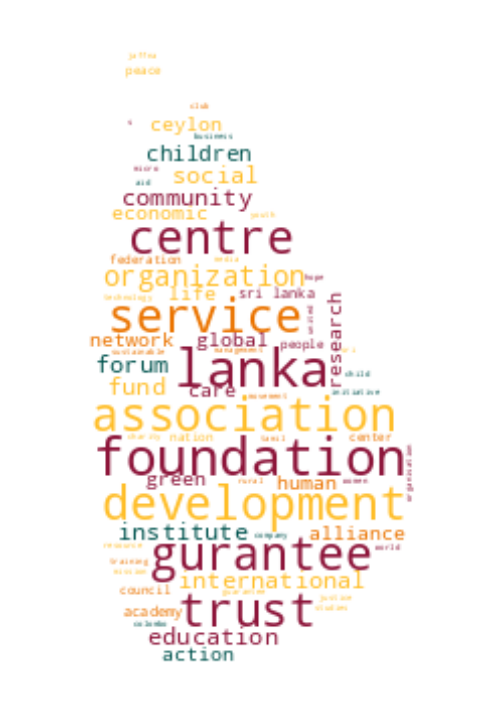 jaffna
peace
club
s
ceylon
business
children
micro
social
aid
community
economic youth
centre
federation media
organization hope
technology life sri lanka
service united research
network global people
sustainable management
forum lanka child
fund care movement initiative
association
charity nation tamil center
foundation organisation
green rural human women
development
institute company alliance
resource gurantee world
training
international
council guarantee justice
academy trust studies
colombo
education
action